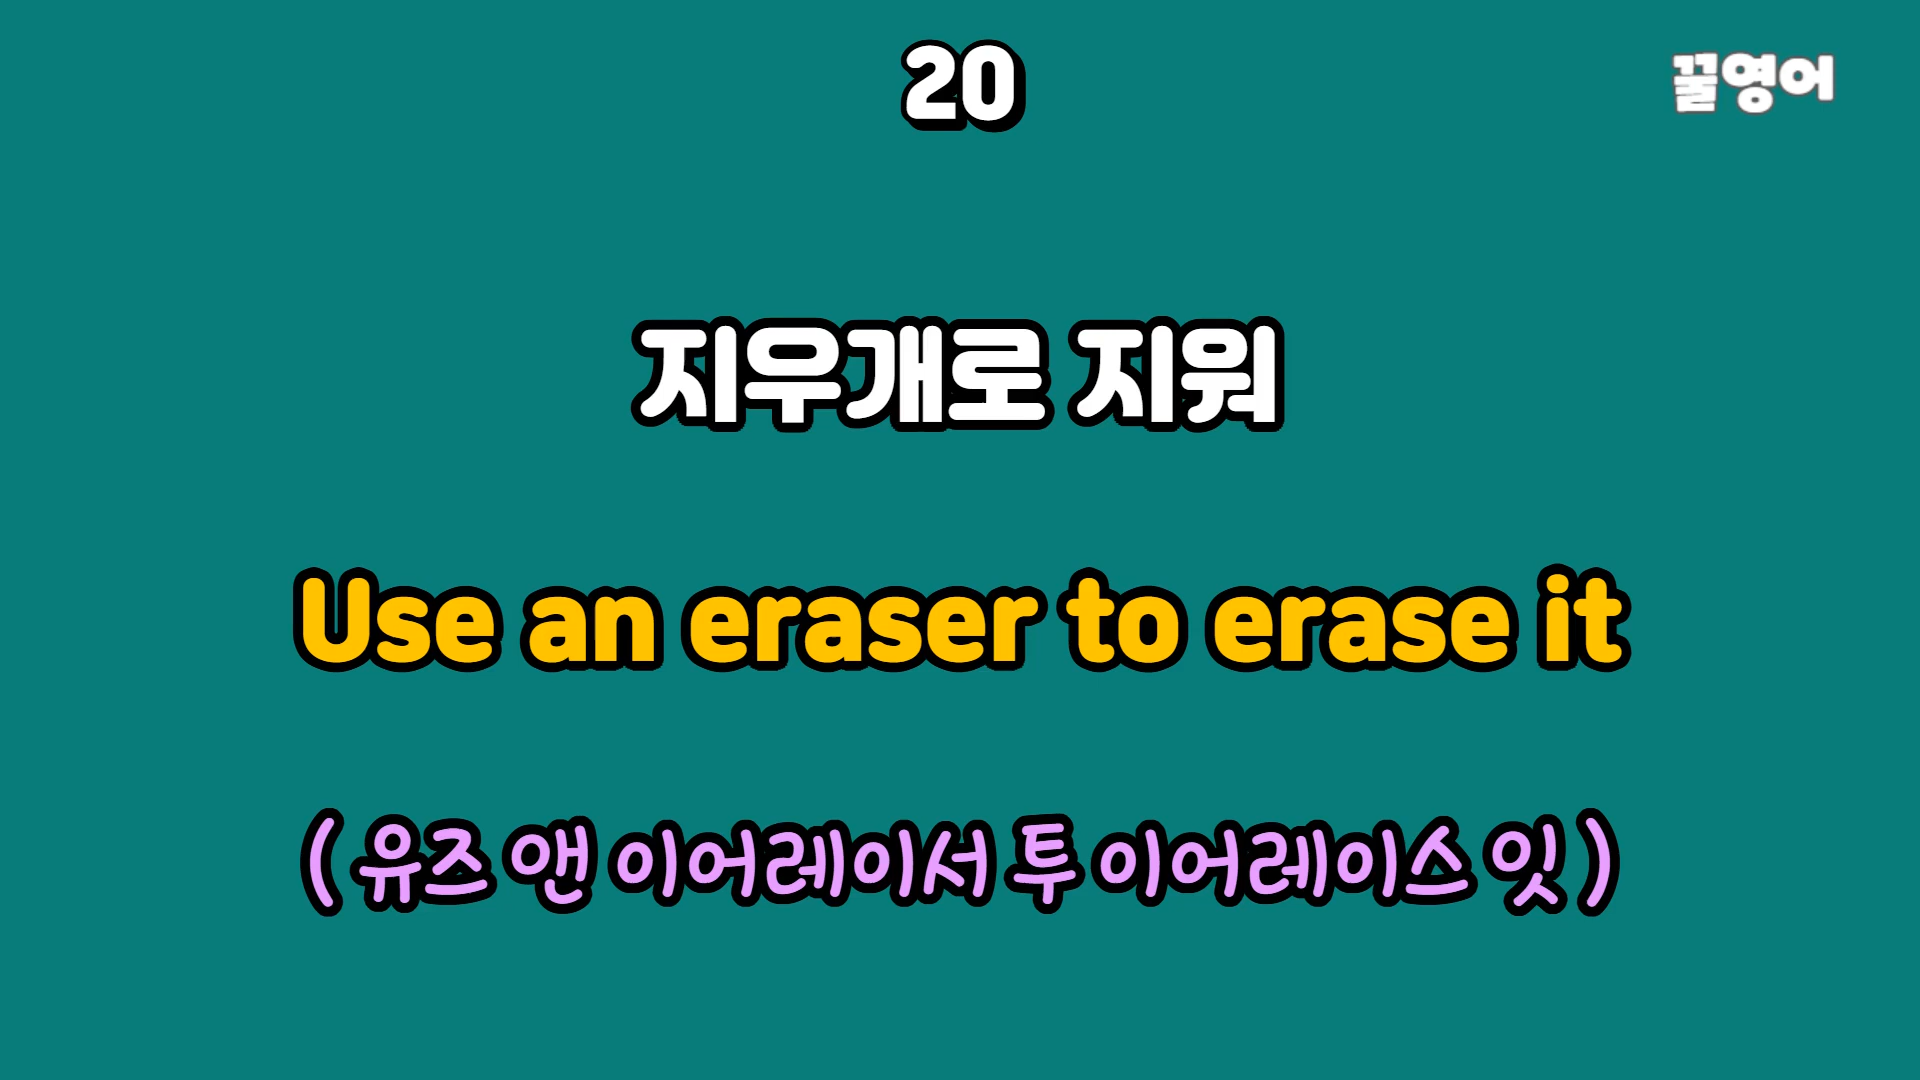 20
꿀영어
지우개로 지워
Use an eraser to erase it
( 유즈 앤 이어레이서 투 이어레이스 잇 )